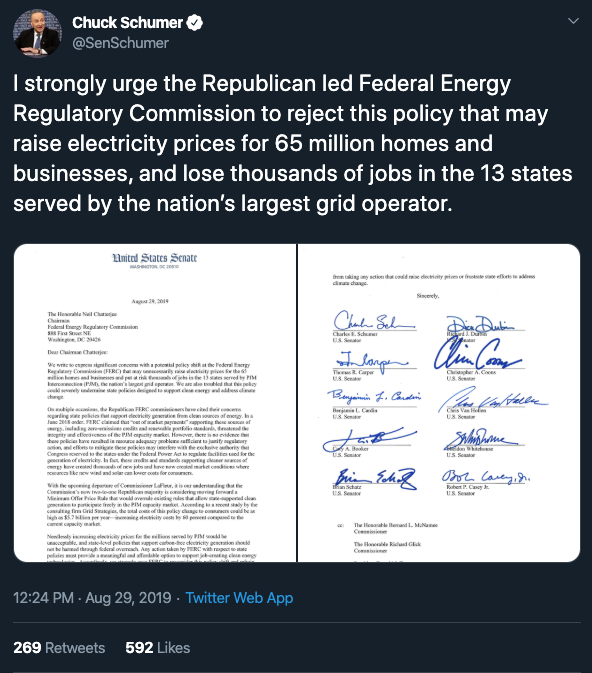 Chuck Schumer
@SenSchumer
I strongly urge the Republican led Federal Energy
Regulatory Commission to reject this policy that may
raise electricity prices for 65 million homes and
businesses, and lose thousands of jobs in the 13 states
served by the nation's largest grid operator.
United States Senate
WASHINGTON, DC 20510
August 29, 2019
The Honorable Neil Chatterjee
Chairman
Federal Energy Regulatory Commission
888 First Street NE
Washington, DC 20426
Dear Chairman Chatterjee:
We write to express significant concerns with a potential policy shift at the Federal Energy
Regulatory Commission (FERC) that may unnecessarily raise electricity prices for the 65
million homes and businesses and put at risk thousands of jobs in the 13 states served by PJM
Interconnection (PJM), the nation's largest grid operator. We are also troubled that this policy
could severely undermine state policies designed to support clean energy and address climate
change.
On multiple occasions, the Republican FERC commissioners have cited their concerns
regarding state policies that support electricity generation from clean sources of energy. In a
June 2018 order, FERC claimed that "out of market payments" supporting these sources of
energy, including zero-emissions credits and renewable portfolio standards, threatened the
integrity and effectiveness of the PJM capacity market. However, there is no evidence that
these policies have resulted in resource adequacy problems sufficient to justify regulatory
action, and efforts to mitigate these policies may interfere with the exclusive authority that
Congress reserved to the states under the Federal Power Act to regulate facilities used for the
generation of electricity. In fact, these credits and standards supporting cleaner sources of
energy have created thousands of new jobs and have now created market conditions where
resources like new wind and solar can lower costs for consumers.
With the upcoming departure of Commissioner LaFleur, it is our understanding that the
Commission's new two-to-one Republican majority is considering moving forward a
Minimum Offer Price Rule that would overrule existing rules that allow state-supported clean
generation to participate freely in the PJM capacity market. According to a recent study by the
consulting firm Grid Strategies, the total costs of this policy change to consumers could be as
high as $5.7 billion per year—increasing electricity costs by 60 percent compared to the
current capacity market.
Needlessly increasing electricity prices for the millions served by PJM would be
unacceptable, and state-level policies that support carbon-free electricity generation should
not be harmed through federal overreach. Any action taken by FERC with respect to state
policies must provide a meaningful and affordable option to support job-creating clean energy
from taking any action that could raise electricity prices or frustrate state efforts to address
climate change.
Sincerely,
Charles E. Schumer
U.S. Senator
Richard J. Durbin
Senator
Thomas R. Carper
U.S. Senator
Christopher A. Coons
U.S. Senator
Benjamin L. Cardin
Benjamin L. Cardin
U.S. Senator
Chris Van Hollen
Chris Van Hollen
U.S. Senator
A. Booker
U.S. Senator
Sheldon Whitehouse
U.S. Senator
Brian Schatz
U.S. Senator
Bob Casey, Jr.
Robert P. Casey Jr.
U.S. Senator
cc: The Honorable Bernard L. McNamee
Commissioner
The Honorable Richard Glick
Commissioner
12:24 PM · Aug 29, 2019 · Twitter Web App
269 Retweets 592 Likes